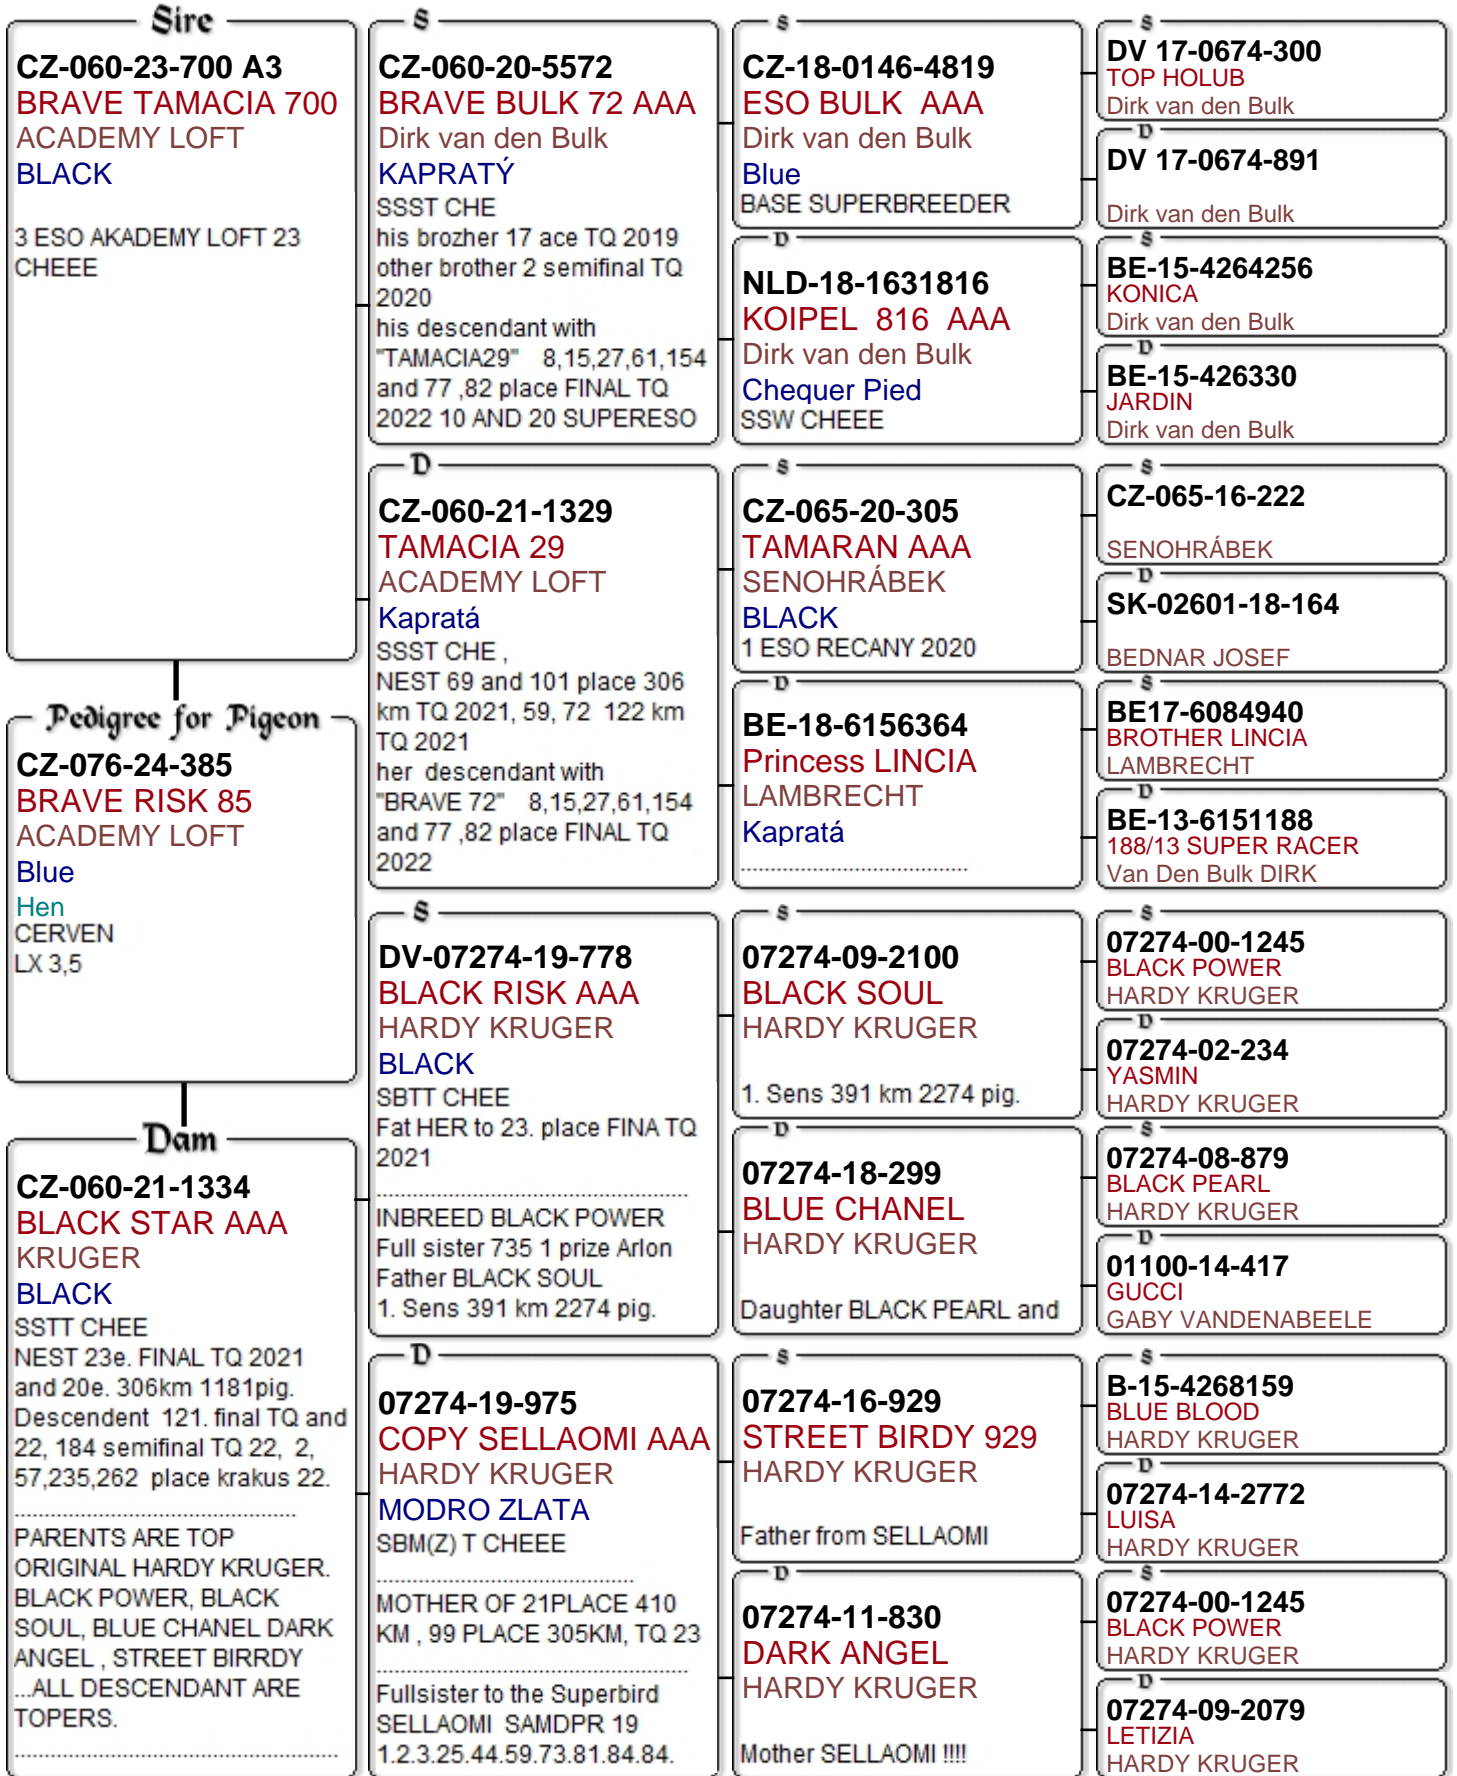 Sire
CZ-060-23-700 A3
BRAVE TAMACIA 700
ACADEMY LOFT
BLACK
3 ESO AKADEMY LOFT 23
CHEEE
Pedigree for Pigeon
CZ-076-24-385
BRAVE RISK 85
ACADEMY LOFT
Blue
Hen
CERVEN
LX 3,5
Dam
CZ-060-21-1334
BLACK STAR AAA
KRUGER
BLACK
SSTT CHEE
NEST 23e. FINAL TQ 2021
and 20e. 306km 1181pig.
Descendent 121. final TQ and
22, 184 semifinal TQ 22, 2,
57,235,262 place krakus 22.
................................................
PARENTS ARE TOP
ORIGINAL HARDY KRUGER.
BLACK POWER, BLACK
SOUL, BLUE CHANEL DARK
ANGEL , STREET BIRRDY
...ALL DESCENDANT ARE
TOPERS.
.......................................................
S
CZ-060-20-5572
BRAVE BULK 72 AAA
Dirk van den Bulk
KAPRATÝ
SSST CHE
his brozher 17 ace TQ 2019
other brother 2 semifinal TQ
2020
his descendant with
"TAMACIA29" 8,15,27,61,154
and 77 ,82 place FINAL TQ
2022 10 AND 20 SUPERESO
D
CZ-060-21-1329
TAMACIA 29
ACADEMY LOFT
Kapratá
SSST CHE ,
NEST 69 and 101 place 306
km TQ 2021, 59, 72 122 km
TQ 2021
her descendant with
"BRAVE 72" 8,15,27,61,154
and 77 ,82 place FINAL TQ
2022
S
DV-07274-19-778
BLACK RISK AAA
HARDY KRUGER
BLACK
SBTT CHEE
Fat HER to 23. place FINA TQ
2021
.....................................................
INBREED BLACK POWER
Full sister 735 1 prize Arlon
Father BLACK SOUL
1. Sens 391 km 2274 pig.
D
07274-19-975
COPY SELLAOMI AAA
HARDY KRUGER
MODRO ZLATA
SBM(Z) T CHEEE
............................................
MOTHER OF 21PLACE 410
KM , 99 PLACE 305KM, TQ 23
.....................................................
Fullsister to the Superbird
SELLAOMI SAMDPR 19
1.2.3.25.44.59.73.81.84.84.
S
CZ-18-0146-4819
ESO BULK AAA
Dirk van den Bulk
Blue
BASE SUPERBREEDER
D
NLD-18-1631816
KOIPEL 816 AAA
Dirk van den Bulk
Chequer Pied
SSW CHEEE
S
CZ-065-20-305
TAMARAN AAA
SENOHRÁBEK
BLACK
1 ESO RECANY 2020
D
BE-18-6156364
Princess LINCIA
LAMBRECHT
Kapratá
.......................................
S
07274-09-2100
BLACK SOUL
HARDY KRUGER
1. Sens 391 km 2274 pig.
D
07274-18-299
BLUE CHANEL
HARDY KRUGER
Daughter BLACK PEARL and
S
07274-16-929
STREET BIRDY 929
HARDY KRUGER
Father from SELLAOMI
D
07274-11-830
DARK ANGEL
HARDY KRUGER
Mother SELLAOMI !!!!
S
DV 17-0674-300
TOP HOLUB
Dirk van den Bulk
D
DV 17-0674-891
Dirk van den Bulk
S
BE-15-4264256
KONICA
Dirk van den Bulk
D
BE-15-426330
JARDIN
Dirk van den Bulk
S
CZ-065-16-222
SENOHRÁBEK
D
SK-02601-18-164
BEDNAR JOSEF
S
BE17-6084940
BROTHER LINCIA
LAMBRECHT
D
BE-13-6151188
188/13 SUPER RACER
Van Den Bulk DIRK
S
07274-00-1245
BLACK POWER
HARDY KRUGER
D
07274-02-234
YASMIN
HARDY KRUGER
S
07274-08-879
BLACK PEARL
HARDY KRUGER
D
01100-14-417
GUCCI
GABY VANDENABEELE
S
B-15-4268159
BLUE BLOOD
HARDY KRUGER
D
07274-14-2772
LUISA
HARDY KRUGER
S
07274-00-1245
BLACK POWER
HARDY KRUGER
D
07274-09-2079
LETIZIA
HARDY KRUGER